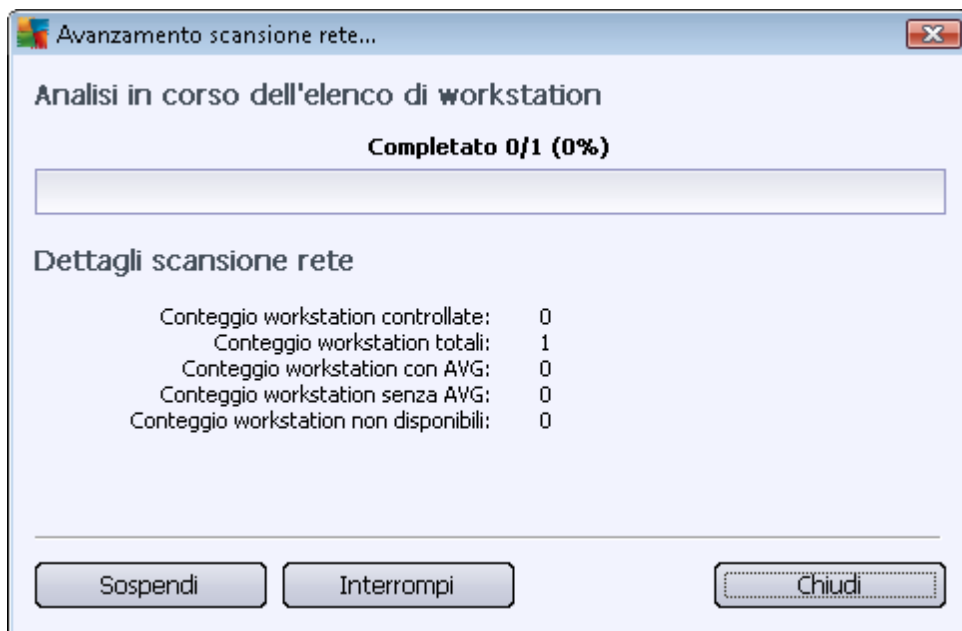 Avanzamento scansione rete...
Analisi in corso dell'elenco di workstation
Completato 0/1 (0%)
Dettagli scansione rete
Conteggio workstation controllate: 0
Conteggio workstation totali: 1
Conteggio workstation con AVG: 0
Conteggio workstation senza AVG: 0
Conteggio workstation non disponibili: 0
Sospendi Interrompi Chiudi